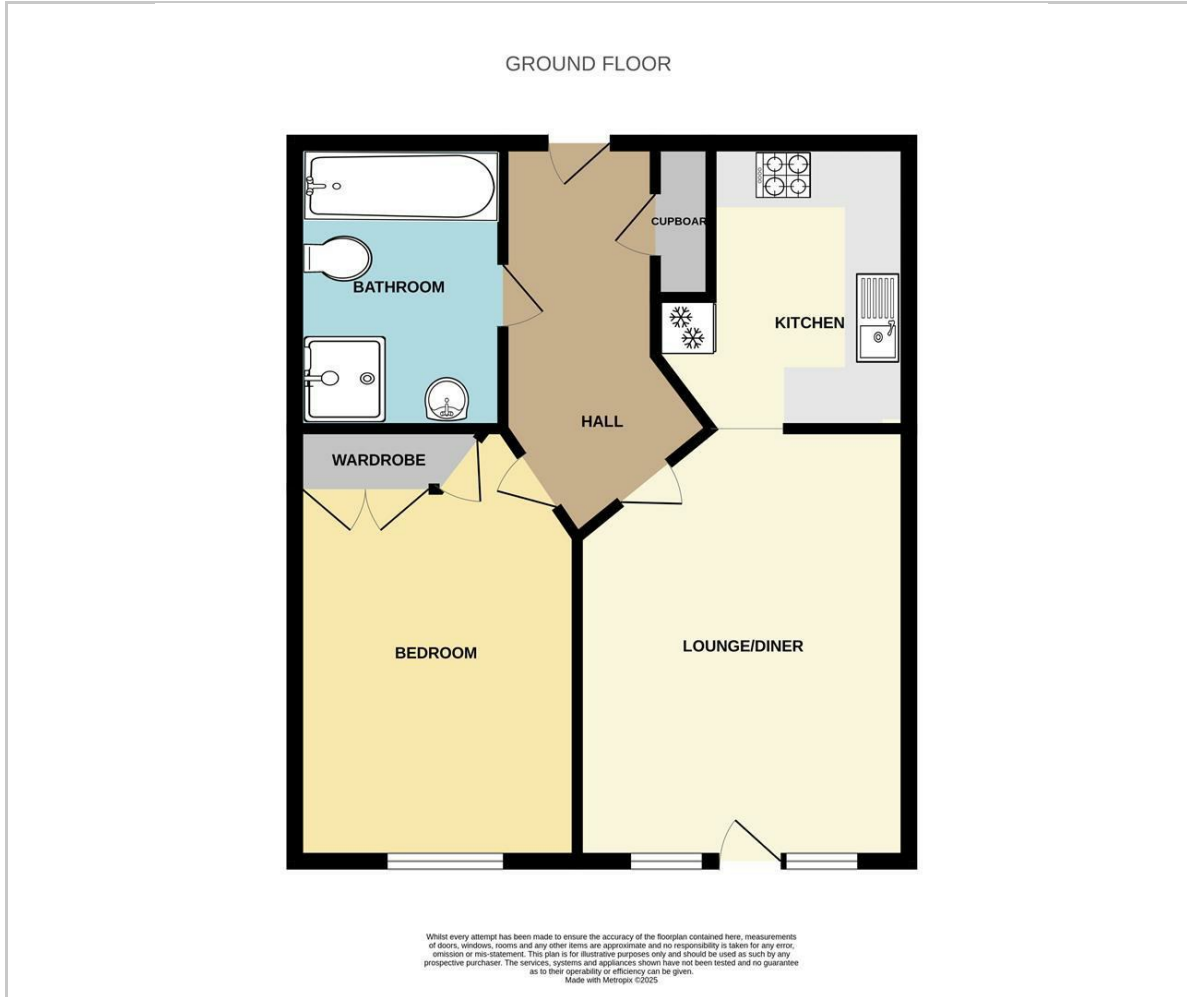 GROUND FLOOR
CUPBOAR
BATHROOM
KITCHEN
HALL
WARDROBE
BEDROOM
LOUNGE/DINER
Whilst every attempt has been made to ensure the accuracy of the floorplan contained here, measurements
of doors, windows, rooms and any other items are approximate and no responsibility is taken for any error,
omission or mis-statement. This plan is for illustrative purposes only and should be used as such by any
prospective purchaser. The services, systems and appliances shown have not been tested and no guarantee
as to their operability or efficiency can be given.
Made with Metropix ©2025